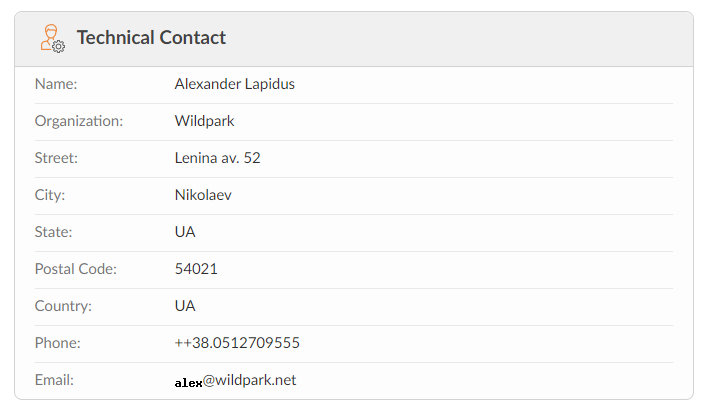 Technical Contact
Name: Alexander Lapidus
Organization: Wildpark
Street: Lenina av. 52
City: Nikolaev
State: UA
Postal Code: 54021
Country: UA
Phone: ++38.0512709555
Email: alex@wildpark.net